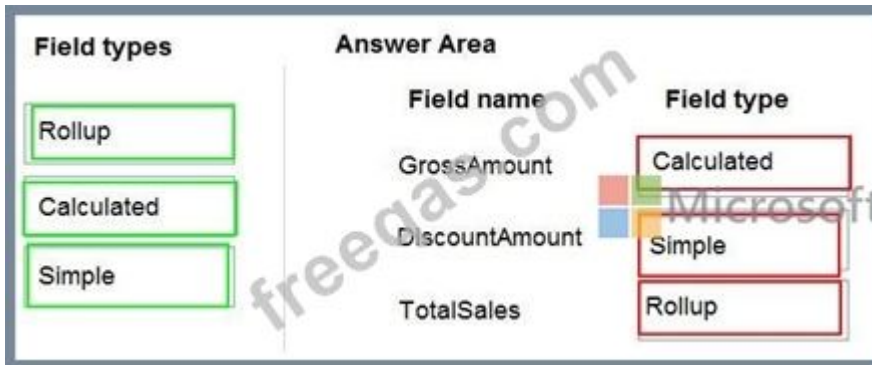 Field types
Answer Area
Field name
Field type
Rollup
GrossAmount
Calculated
Calculated
DiscountAmount
Simple
Simple
TotalSales
Rollup
Microsoft
freeqas.com